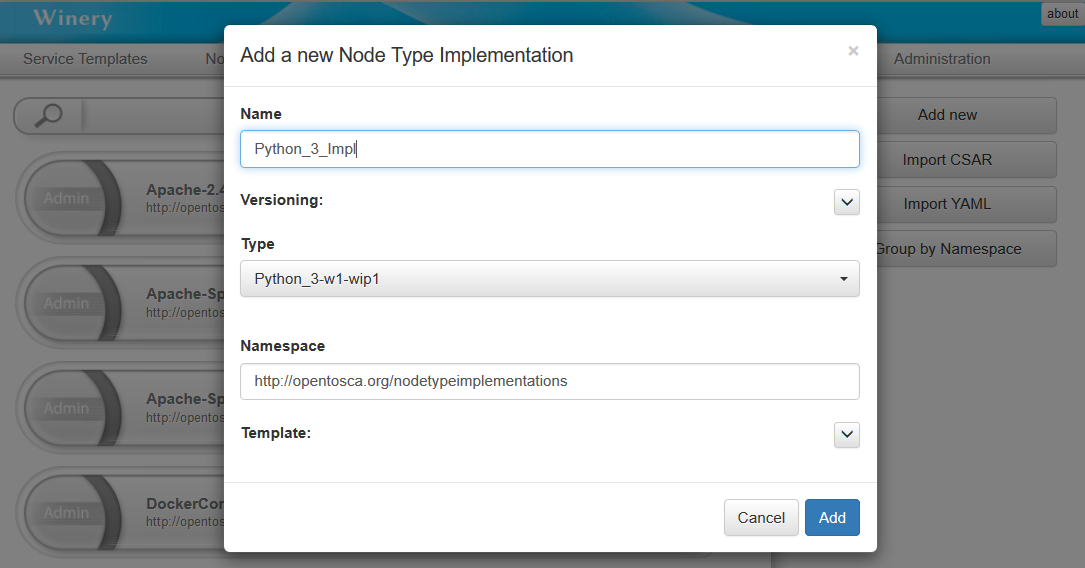 Winery
about
Service Templates
No
Administration
Add a new Node Type Implementation
×
Name
Python_3_Impl
Versioning:
Type
Python_3-w1-wip1
Namespace
http://opentosca.org/nodetypeimplementations
Template:
Cancel
Add
Add new
Import CSAR
Import YAML
Group by Namespace
Admin
Apache-2.4
http://opentos
Admin
Apache-Sp
http://opentos
Admin
Apache-Sp
http://opentos
Admin
DockerCon
http://opentos